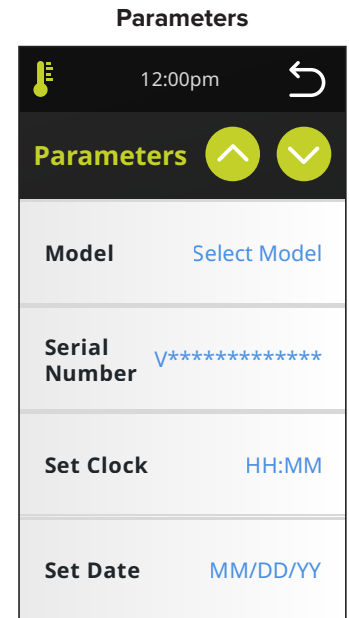 Parameters
12:00pm
Parameters
Model Select Model
Serial
Number V*************
Set Clock HH:MM
Set Date MM/DD/YY